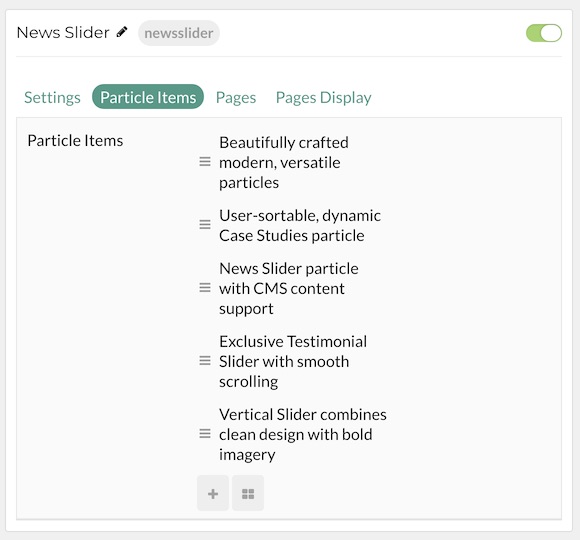 News Slider newsslider
Settings Particle Items Pages Pages Display
Particle Items
Beautifully crafted
modern, versatile
particles
User-sortable, dynamic
Case Studies particle
News Slider particle
with CMS content
support
Exclusive Testimonial
Slider with smooth
scrolling
Vertical Slider combines
clean design with bold
imagery